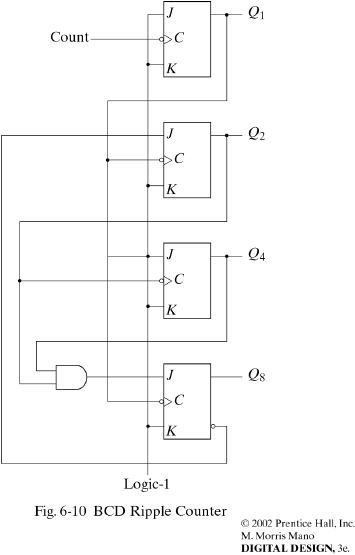 J Q1
Count C
K
J Q2
C
K
J Q4
C
K
J Q8
C
K
Logic-1
Fig. 6-10 BCD Ripple Counter
© 2002 Prentice Hall, Inc.
M. Morris Mano
DIGITAL DESIGN, 3e.